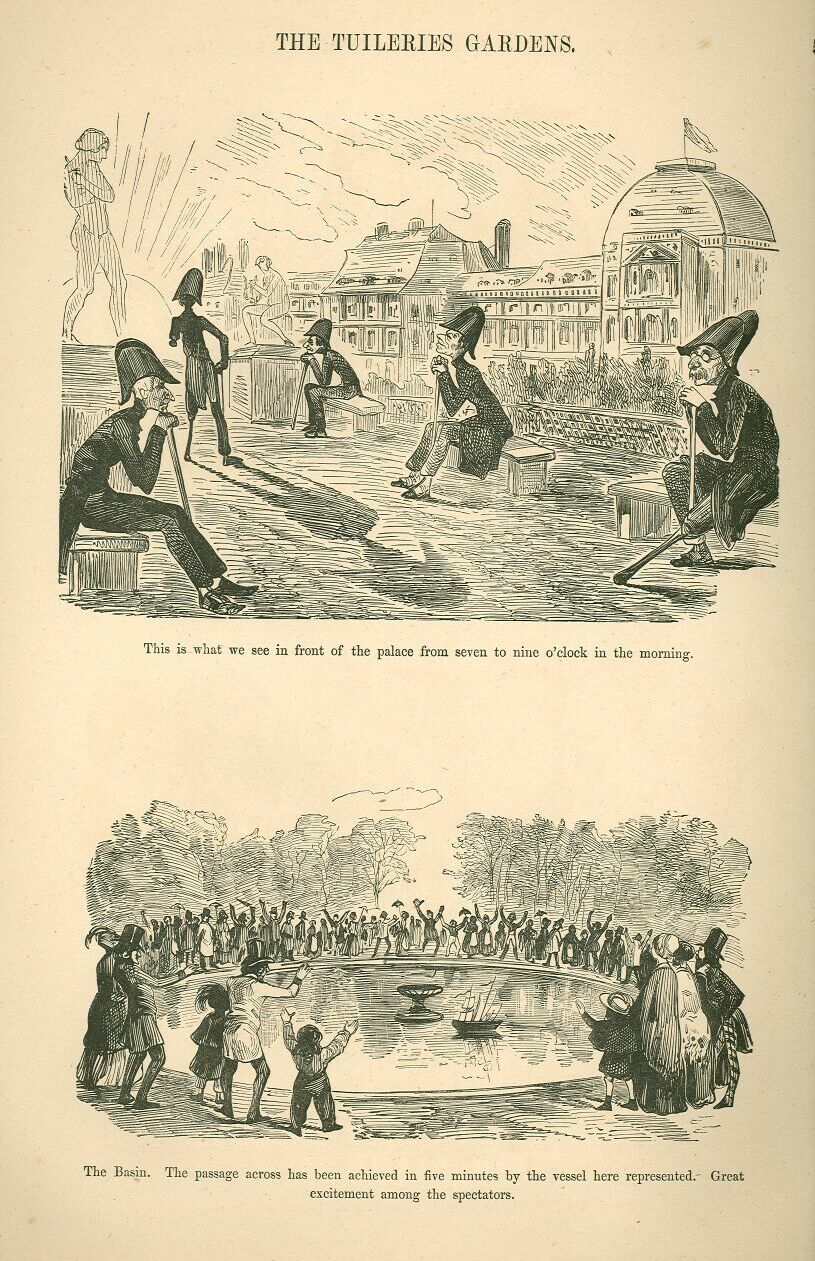 THE TUILERIES GARDENS.
This is what we see in front of the palace from seven to nine o'clock in the morning.
The Basin. The passage across has been achieved in five minutes by the vessel here represented. Great
excitement among the spectators.